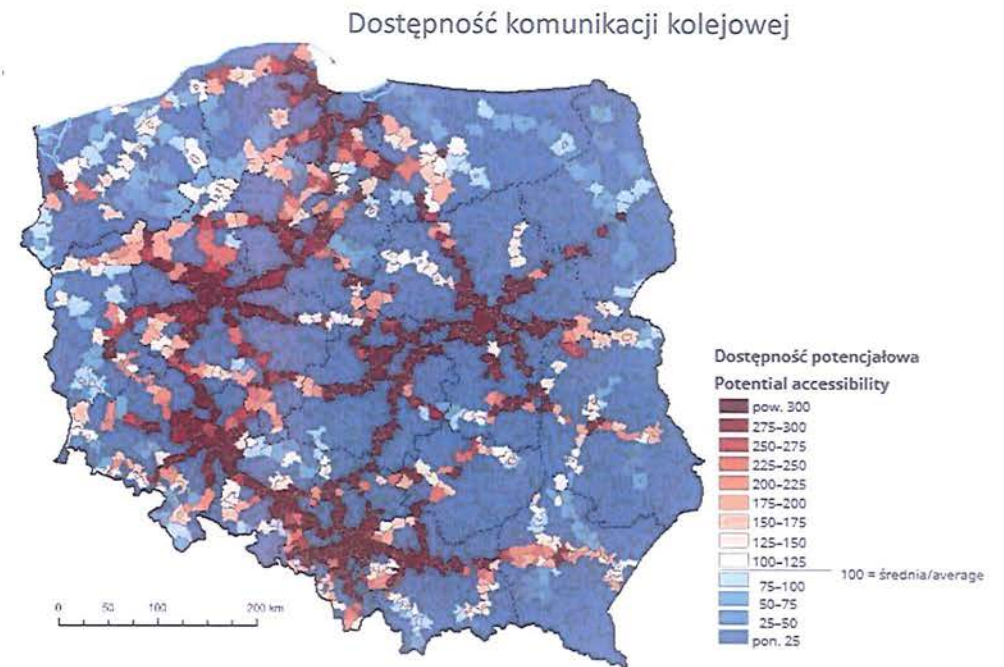 Dostępność komunikacji kolejowej
Dostępność potencjałowa
Potential accessibility
pow. 300
275–300
250–275
225–250
200–225
175–200
150–175
125–150
100–125
100 = średnia/average
75–100
50–75
25–50
pon. 25
0 50 100 200 km